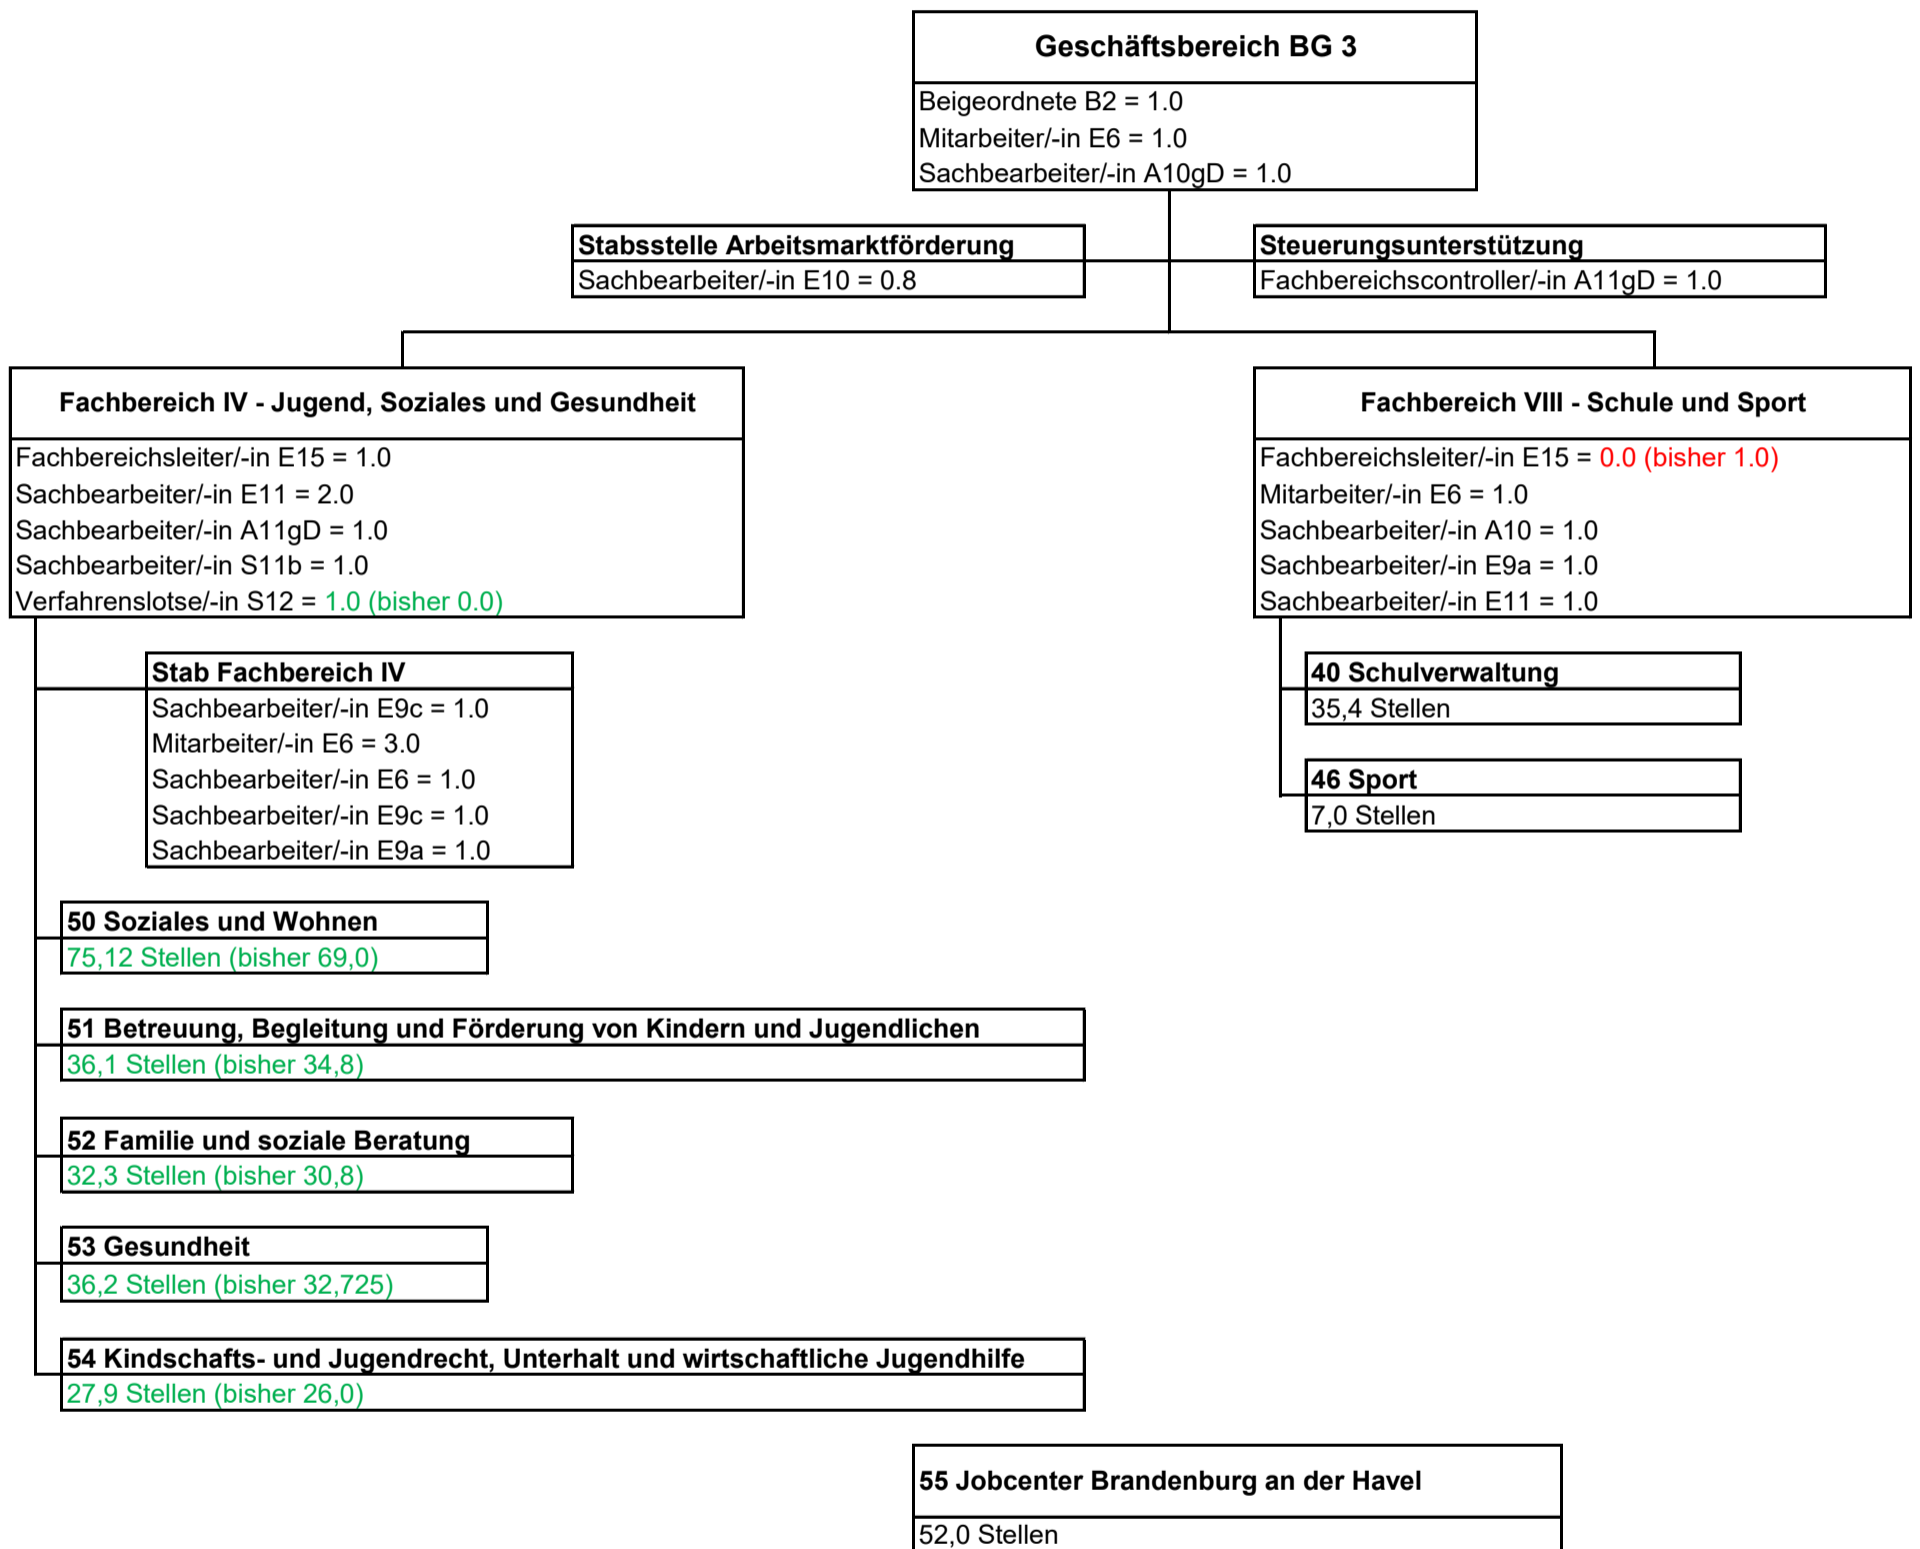 Geschäftsbereich BG 3
Beigeordnete B2 = 1.0
Mitarbeiter/-in E6 = 1.0
Sachbearbeiter/-in A10gD = 1.0
Stabsstelle Arbeitsmarktförderung
Sachbearbeiter/-in E10 = 0.8
Steuerungsunterstützung
Fachbereichscontroller/-in A11gD = 1.0
Fachbereich IV - Jugend, Soziales und Gesundheit
Fachbereichsleiter/-in E15 = 1.0
Sachbearbeiter/-in E11 = 2.0
Sachbearbeiter/-in A11gD = 1.0
Sachbearbeiter/-in S11b = 1.0
Verfahrenslotse/-in S12 = 1.0 (bisher 0.0)
Stab Fachbereich IV
Sachbearbeiter/-in E9c = 1.0
Mitarbeiter/-in E6 = 3.0
Sachbearbeiter/-in E6 = 1.0
Sachbearbeiter/-in E9c = 1.0
Sachbearbeiter/-in E9a = 1.0
50 Soziales und Wohnen
75,12 Stellen (bisher 69,0)
51 Betreuung, Begleitung und Förderung von Kindern und Jugendlichen
36,1 Stellen (bisher 34,8)
52 Familie und soziale Beratung
32,3 Stellen (bisher 30,8)
53 Gesundheit
36,2 Stellen (bisher 32,725)
54 Kindschafts- und Jugendrecht, Unterhalt und wirtschaftliche Jugendhilfe
27,9 Stellen (bisher 26,0)
Fachbereich VIII - Schule und Sport
Fachbereichsleiter/-in E15 = 0.0 (bisher 1.0)
Mitarbeiter/-in E6 = 1.0
Sachbearbeiter/-in A10 = 1.0
Sachbearbeiter/-in E9a = 1.0
Sachbearbeiter/-in E11 = 1.0
40 Schulverwaltung
35,4 Stellen
46 Sport
7,0 Stellen
55 Jobcenter Brandenburg an der Havel
52,0 Stellen